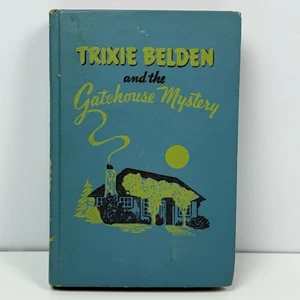 TRIXIE BELDEN
and the
Gatehouse Mystery